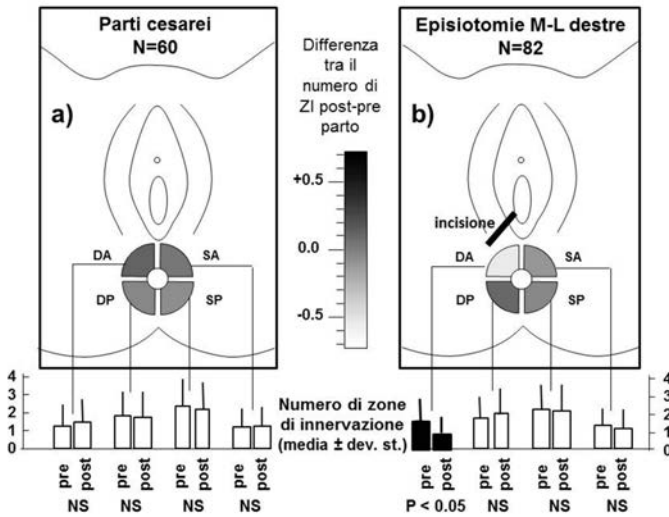 Parti cesarei
N=60
a)
DA
SA
DP
SP
Differenza
tra il
numero di
ZI post-pre
parto
+0.5
0.0
-0.5
Episiotomie M-L destre
N=82
b)
incisione
DA
SA
DP
SP
4
3
2
1
0
Numero di zone
di innervazione
(media ± dev. st.)
4
3
2
1
0
pre
post
pre
post
pre
post
pre
post
NS
NS
NS
NS
pre
post
pre
post
pre
post
pre
post
P < 0.05
NS
NS
NS